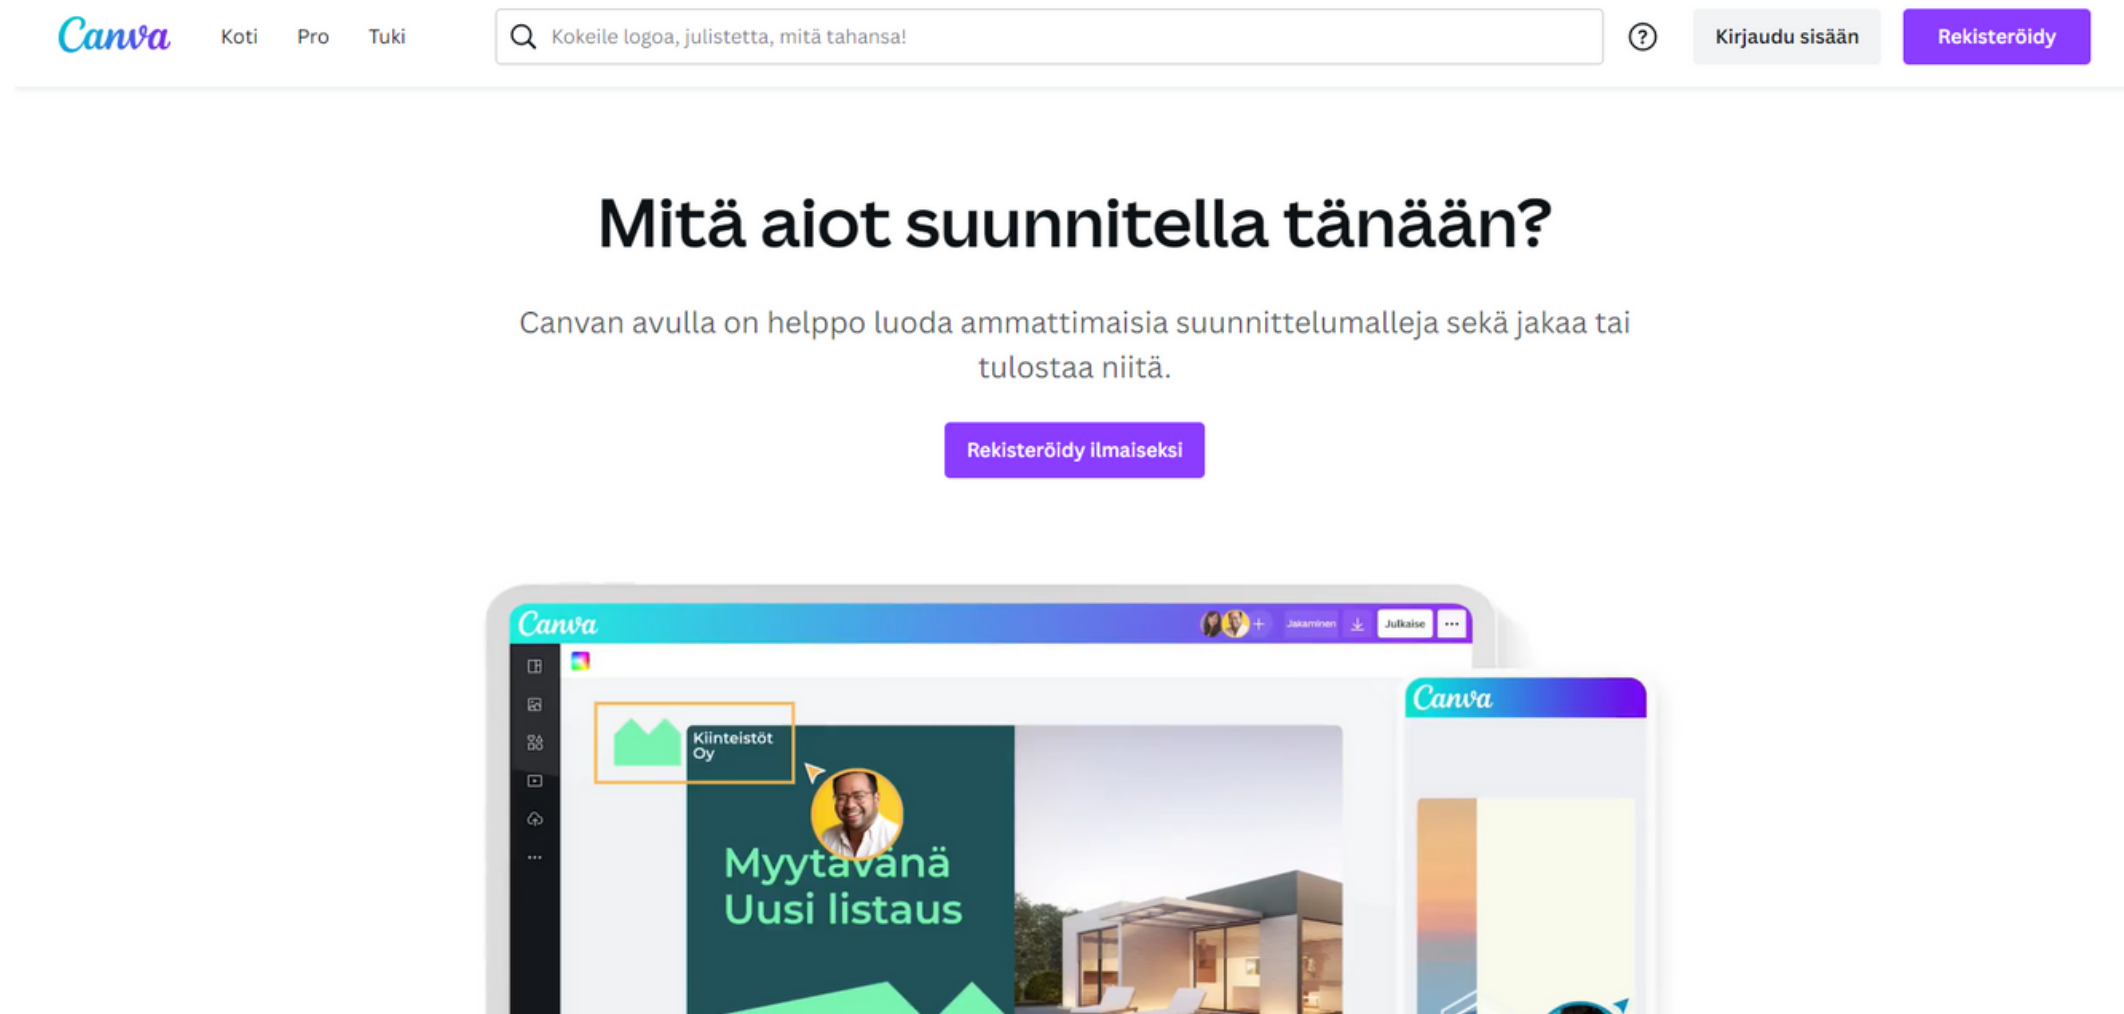 Canva
Koti Pro Tuki
Kokeile logoa, julistetta, mitä tahansa!
Kirjaudu sisään
Rekisteröidy
Mitä aiot suunnitella tänään?
Canvan avulla on helppo luoda ammattimaisia suunnittelumalleja sekä jakaa tai
tulostaa niitä.
Rekisteröidy ilmaiseksi
Canva
Jakaminen
Julkaise
Canva
Kiinteistöt
Oy
Myytävänä
Uusi listaus